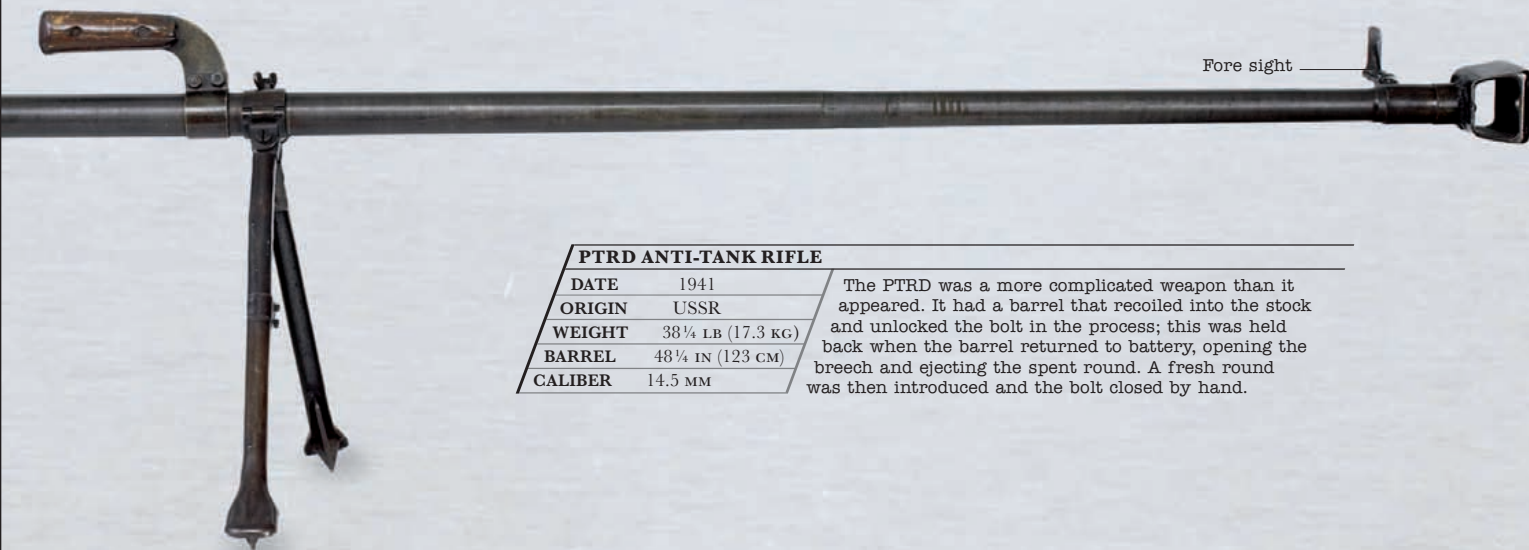 Fore sight
PTRD ANTI-TANK RIFLE
DATE 1941
ORIGIN USSR
WEIGHT 38¼ LB (17.3 KG)
BARREL 48¼ IN (123 CM)
CALIBER 14.5 MM
The PTRD was a more complicated weapon than it
appeared. It had a barrel that recoiled into the stock
and unlocked the bolt in the process; this was held
back when the barrel returned to battery, opening the
breech and ejecting the spent round. A fresh round
was then introduced and the bolt closed by hand.